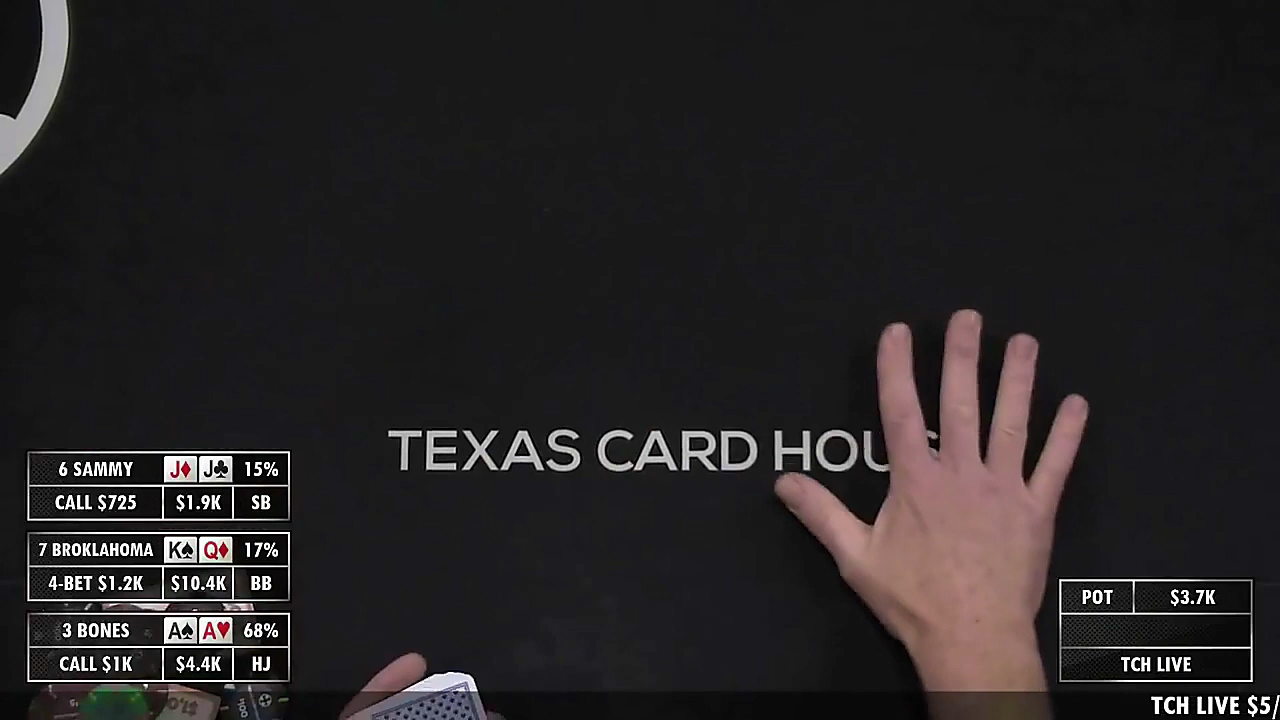 TEXAS CARD HOUS
6 SAMMY J♦ J♣ 15%
CALL $725 $1.9K SB
7 BROKLAHOMA K♠ Q♦ 17%
4-BET $1.2K $10.4K BB
3 BONES A♠ A♥ 68%
CALL $1K $4.4K HJ
POT $3.7K
TCH LIVE
TCH LIVE $5/